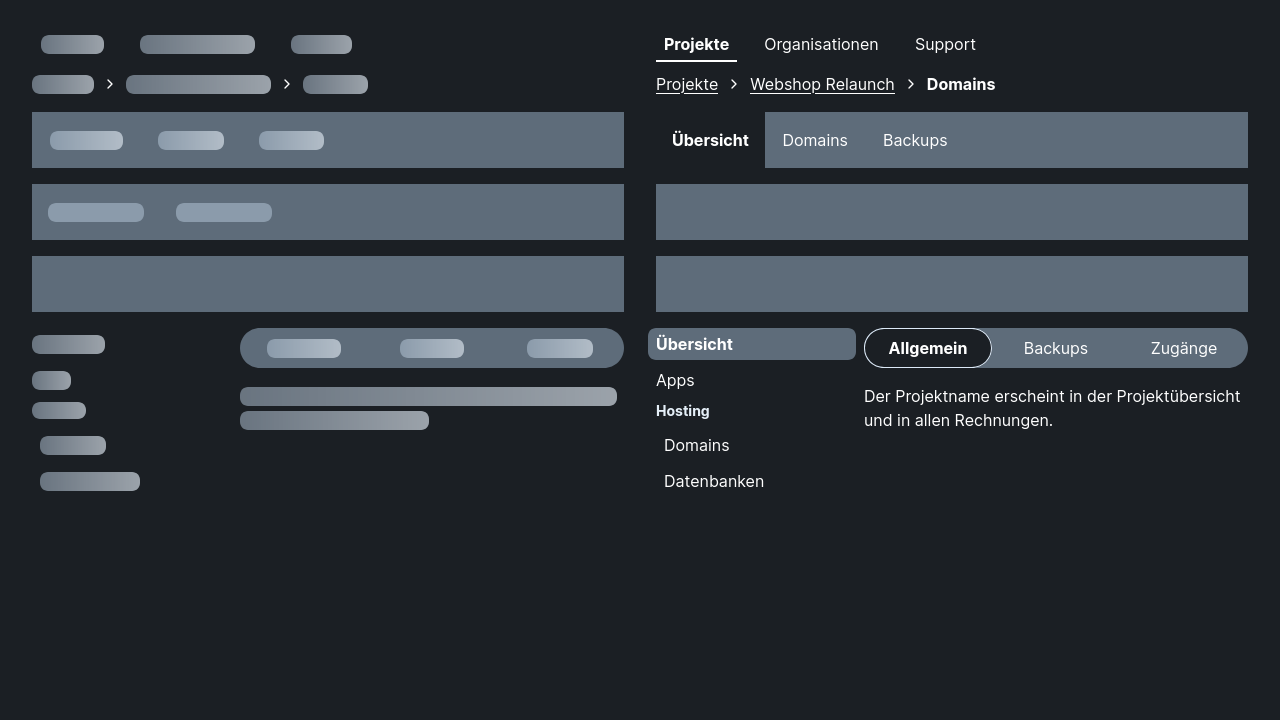 Projekte Organisationen Support
Projekte Webshop Relaunch Domains
Übersicht Domains Backups
Übersicht
Apps
Hosting
Domains
Datenbanken
Allgemein Backups Zugänge
Der Projektname erscheint in der Projektübersicht
und in allen Rechnungen.